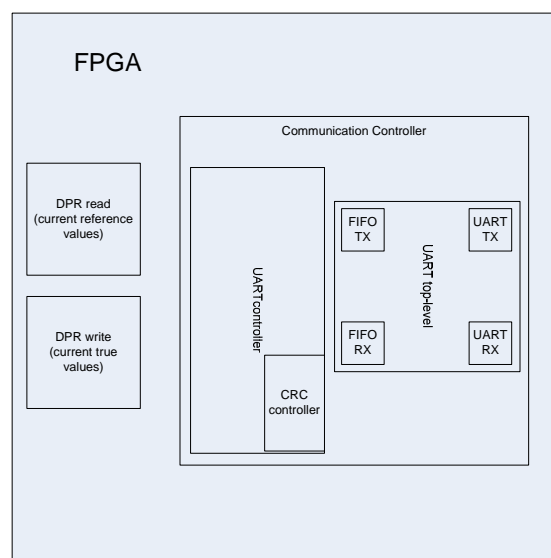 FPGA
Communication Controller
DPR read
(current reference
values)
DPR write
(current true
values)
UARTcontroller
CRC
controller
FIFO
TX
UART
TX
UART top-level
FIFO
RX
UART
RX